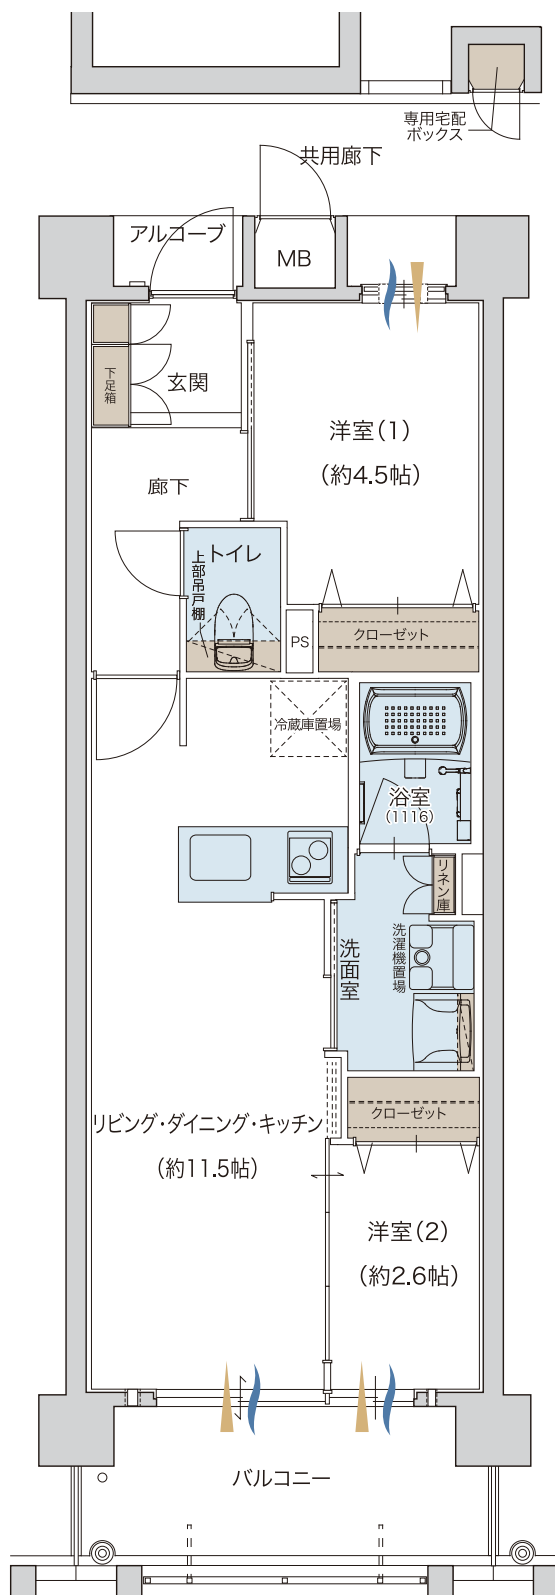 専用宅配
ボックス
共用廊下
アルコーブ
MB
下足箱
玄関
洋室(1)
(約4.5帖)
廊下
トイレ
上部吊戸棚
PS
クローゼット
冷蔵庫置場
浴室
(1116)
リネン庫
洗濯機置場
洗面室
クローゼット
リビング・ダイニング・キッチン
(約11.5帖)
洋室(2)
(約2.6帖)
バルコニー